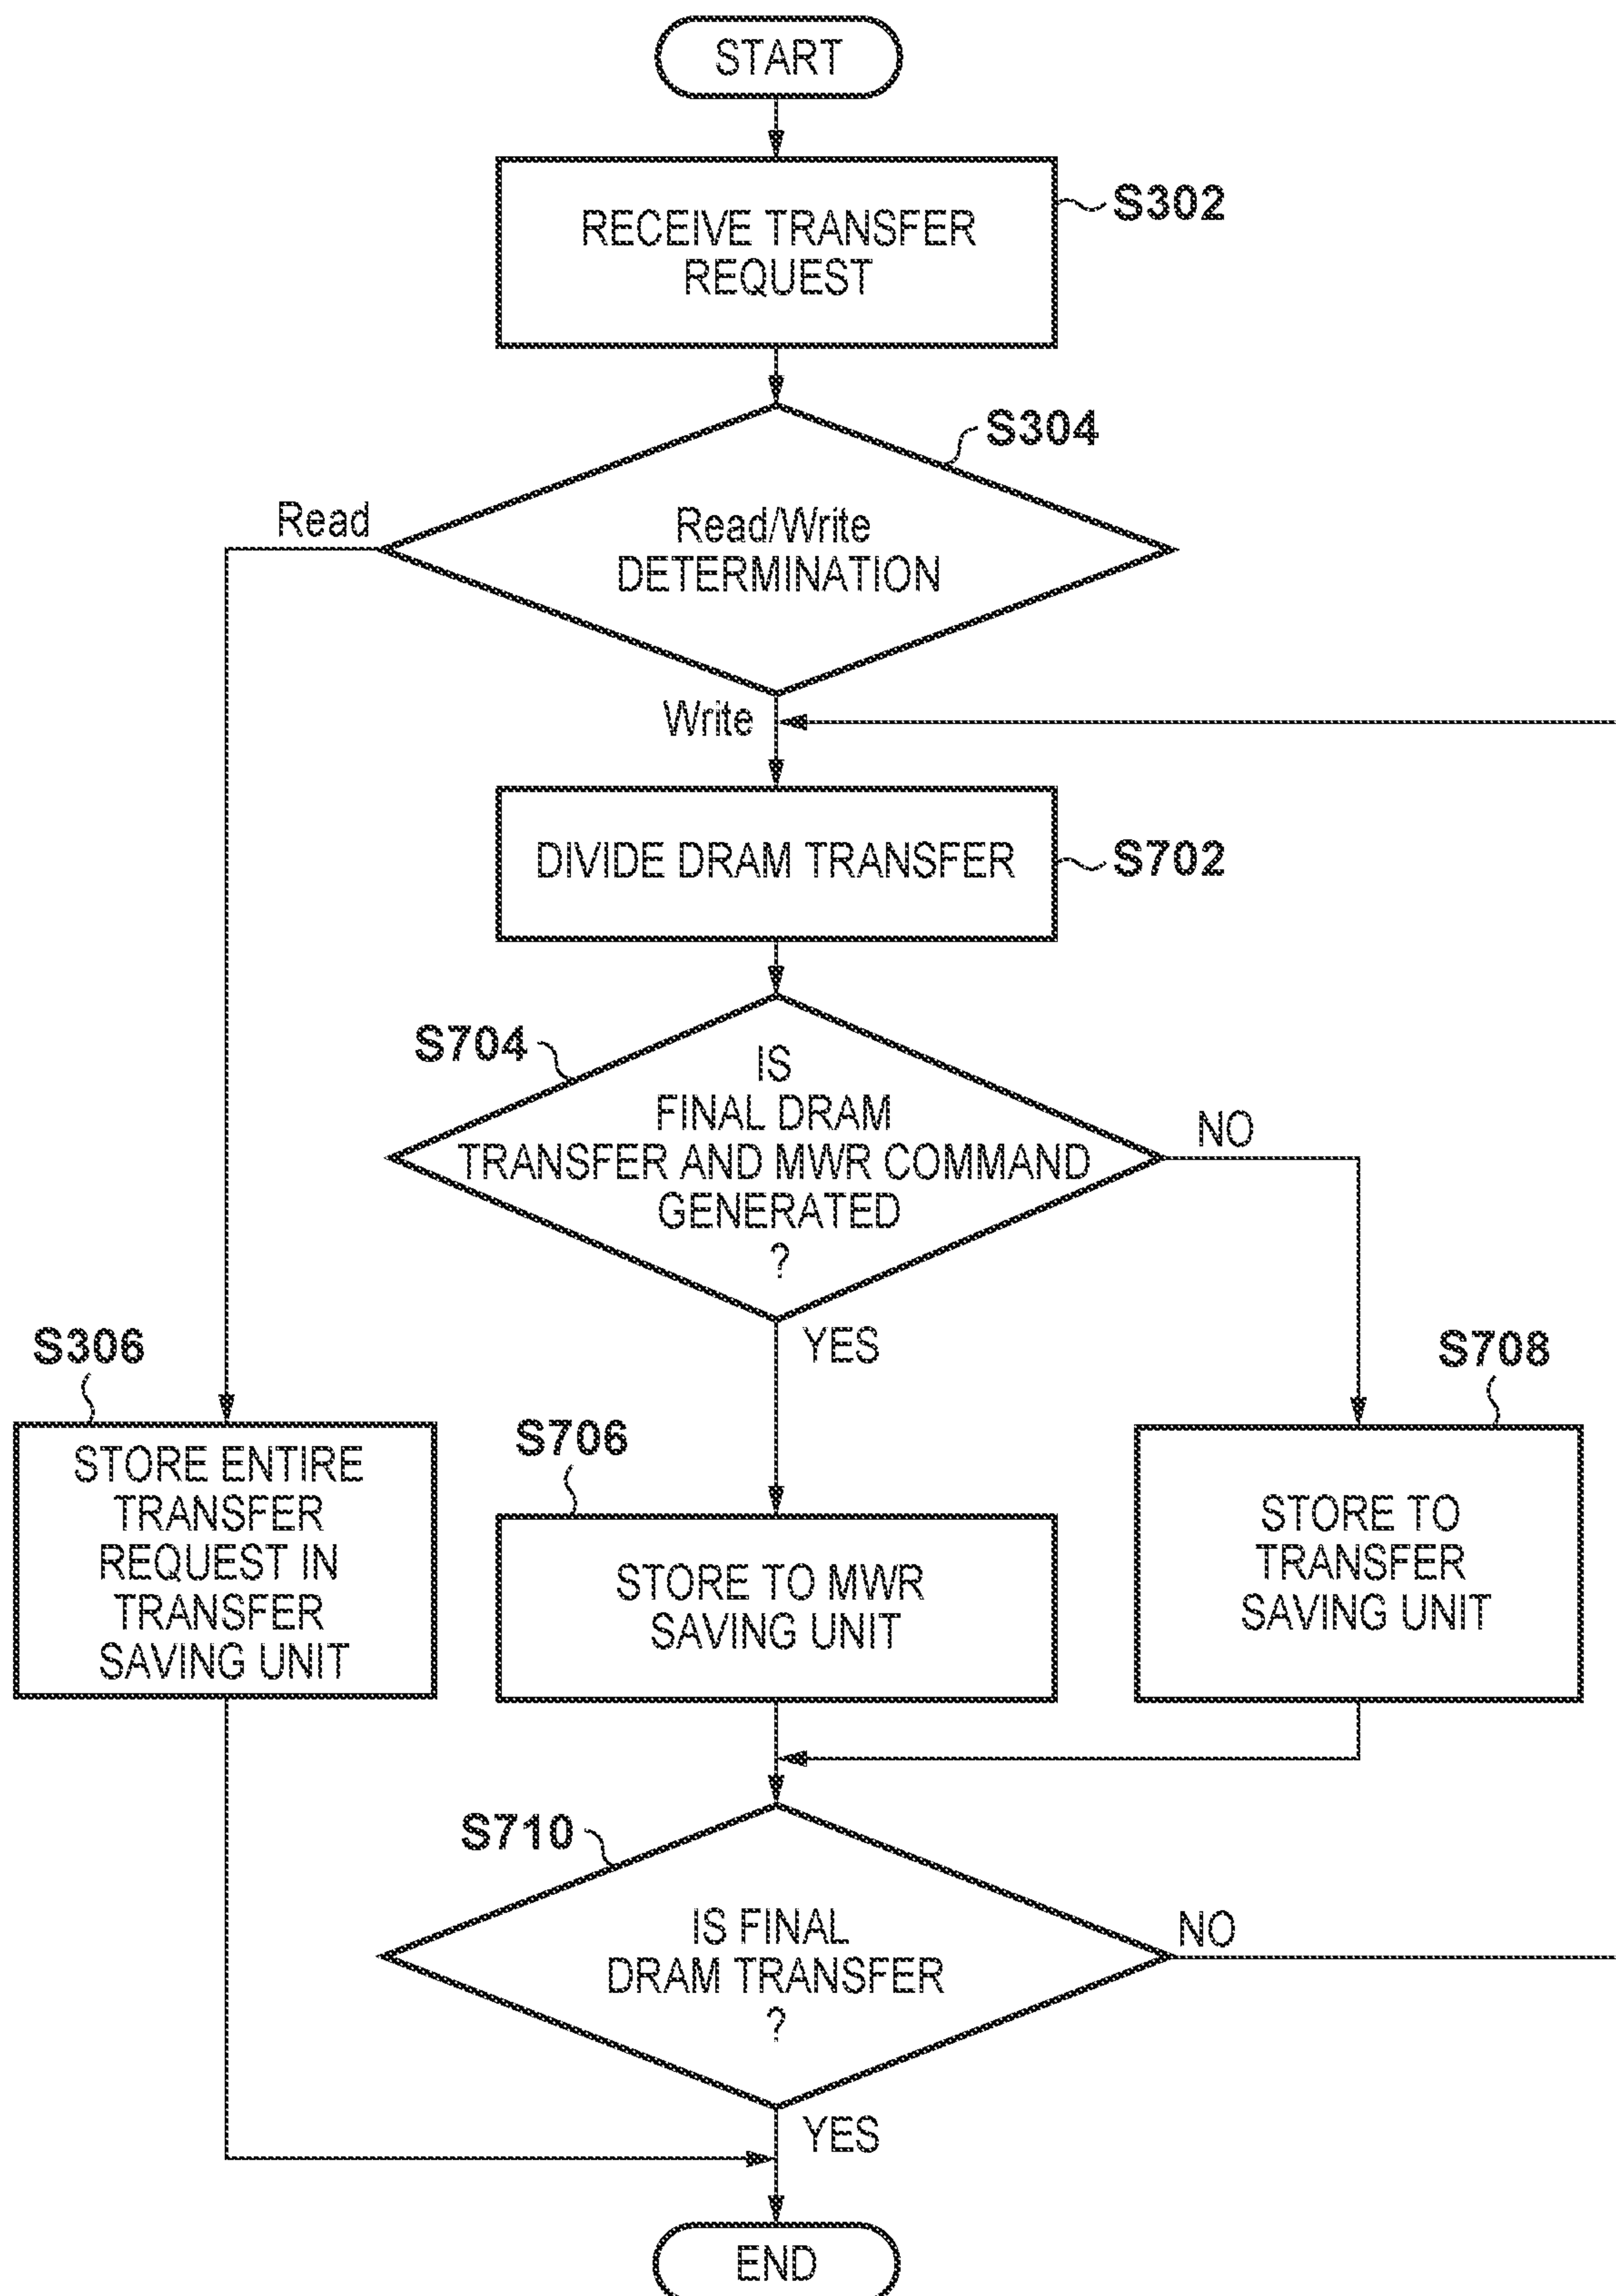 START
RECEIVE TRANSFER
REQUEST
S302
S304
Read/Write
DETERMINATION
Read
Write
DIVIDE DRAM TRANSFER
S702
S704
IS
FINAL DRAM
TRANSFER AND MWR COMMAND
GENERATED
?
NO
YES
S306
STORE ENTIRE
TRANSFER
REQUEST IN
TRANSFER
SAVING UNIT
S706
STORE TO MWR
SAVING UNIT
S708
STORE TO
TRANSFER
SAVING UNIT
S710
IS FINAL
DRAM TRANSFER
?
NO
YES
END